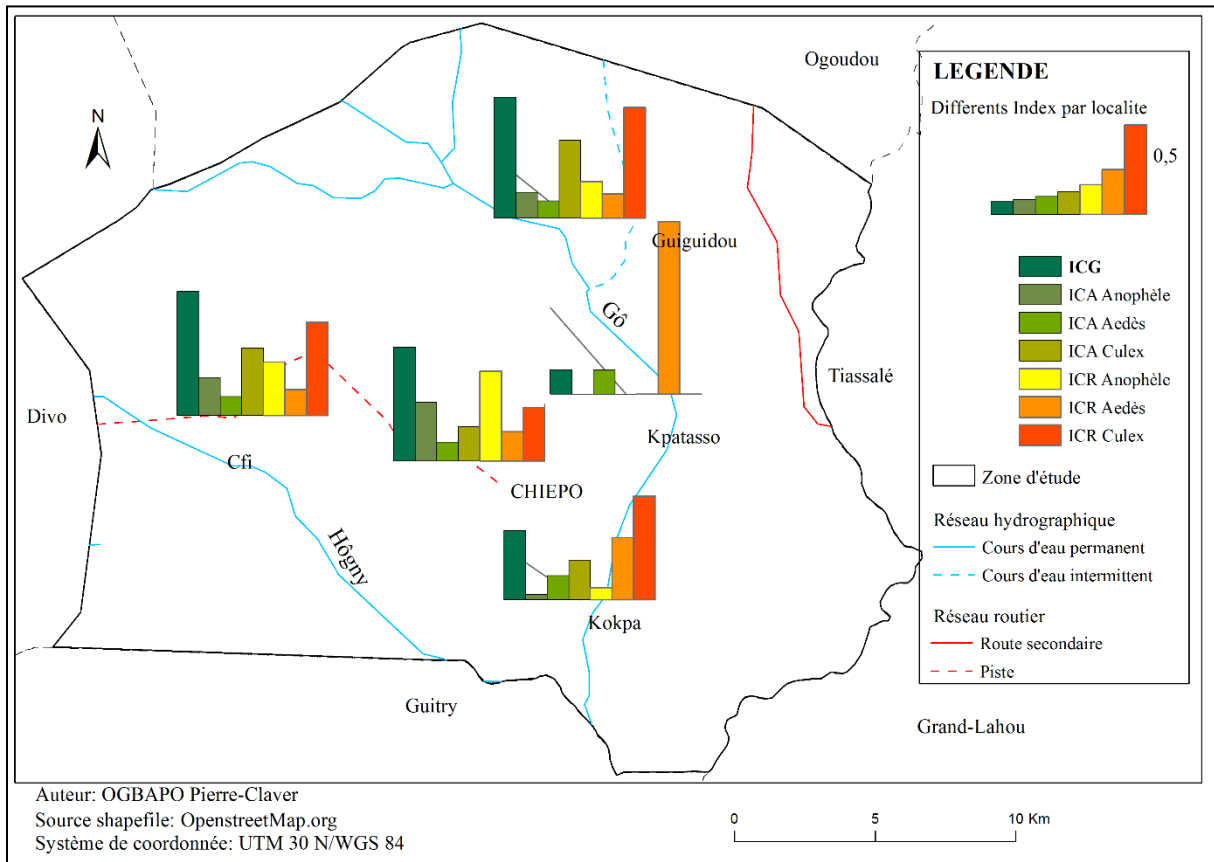 N
Ogoudou
Guiguidou
Gô
Tiassalé
Divo
Kpatasso
Cfi
CHIEPO
Hôgny
Kokpa
Guitry
Grand-Lahou
LEGENDE
Differents Index par localite
0,5
ICG
ICA Anophèle
ICA Aedès
ICA Culex
ICR Anophèle
ICR Aedès
ICR Culex
Zone d'étude
Réseau hydrographique
Cours d'eau permanent
Cours d'eau intermittent
Réseau routier
Route secondaire
Piste
Auteur: OGBAPO Pierre-Claver
Source shapefile: OpenstreetMap.org
Système de coordonnée: UTM 30 N/WGS 84
0 5 10 Km